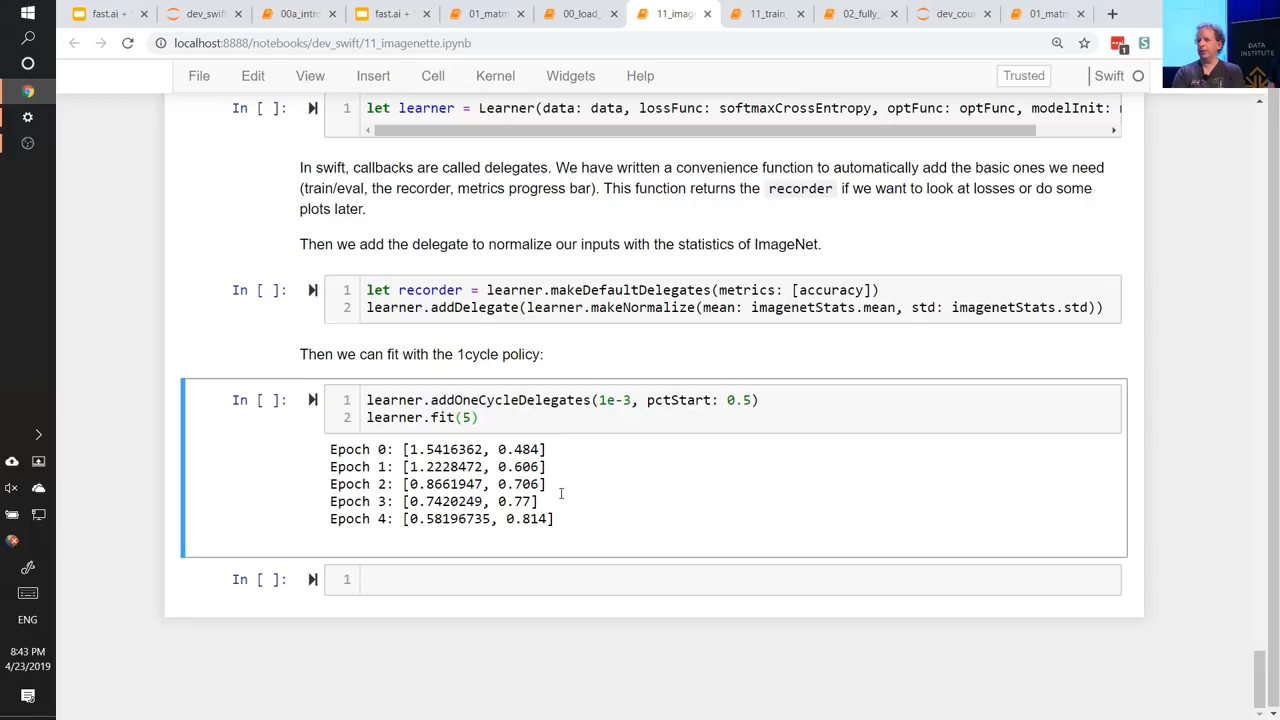 fast.ai +
dev_swift
00a_intro
fast.ai +
01_matm
00_load_
11_image
11_train_
02_fully_
dev_cour
01_matm
localhost:8888/notebooks/dev_swift/11_imagenette.ipynb
1
S
DATA
INSTITUTE
File Edit View Insert Cell Kernel Widgets Help Trusted Swift
In [ ]: 1 let learner = Learner(data: data, lossFunc: softmaxCrossEntropy, optFunc: optFunc, modelInit:
In swift, callbacks are called delegates. We have written a convenience function to automatically add the basic ones we need
(train/eval, the recorder, metrics progress bar). This function returns the recorder if we want to look at losses or do some
plots later.
Then we add the delegate to normalize our inputs with the statistics of ImageNet.
In [ ]: 1 let recorder = learner.makeDefaultDelegates(metrics: [accuracy])
2 learner.addDelegate(learner.makeNormalize(mean: imagenetStats.mean, std: imagenetStats.std))
Then we can fit with the 1cycle policy:
In [ ]: 1 learner.addOneCycleDelegates(1e-3, pctStart: 0.5)
2 learner.fit(5)
Epoch 0: [1.5416362, 0.484]
Epoch 1: [1.2228472, 0.606]
Epoch 2: [0.8661947, 0.706]
Epoch 3: [0.7420249, 0.77]
Epoch 4: [0.58196735, 0.814]
In [ ]: 1
ENG
8:43 PM
4/23/2019